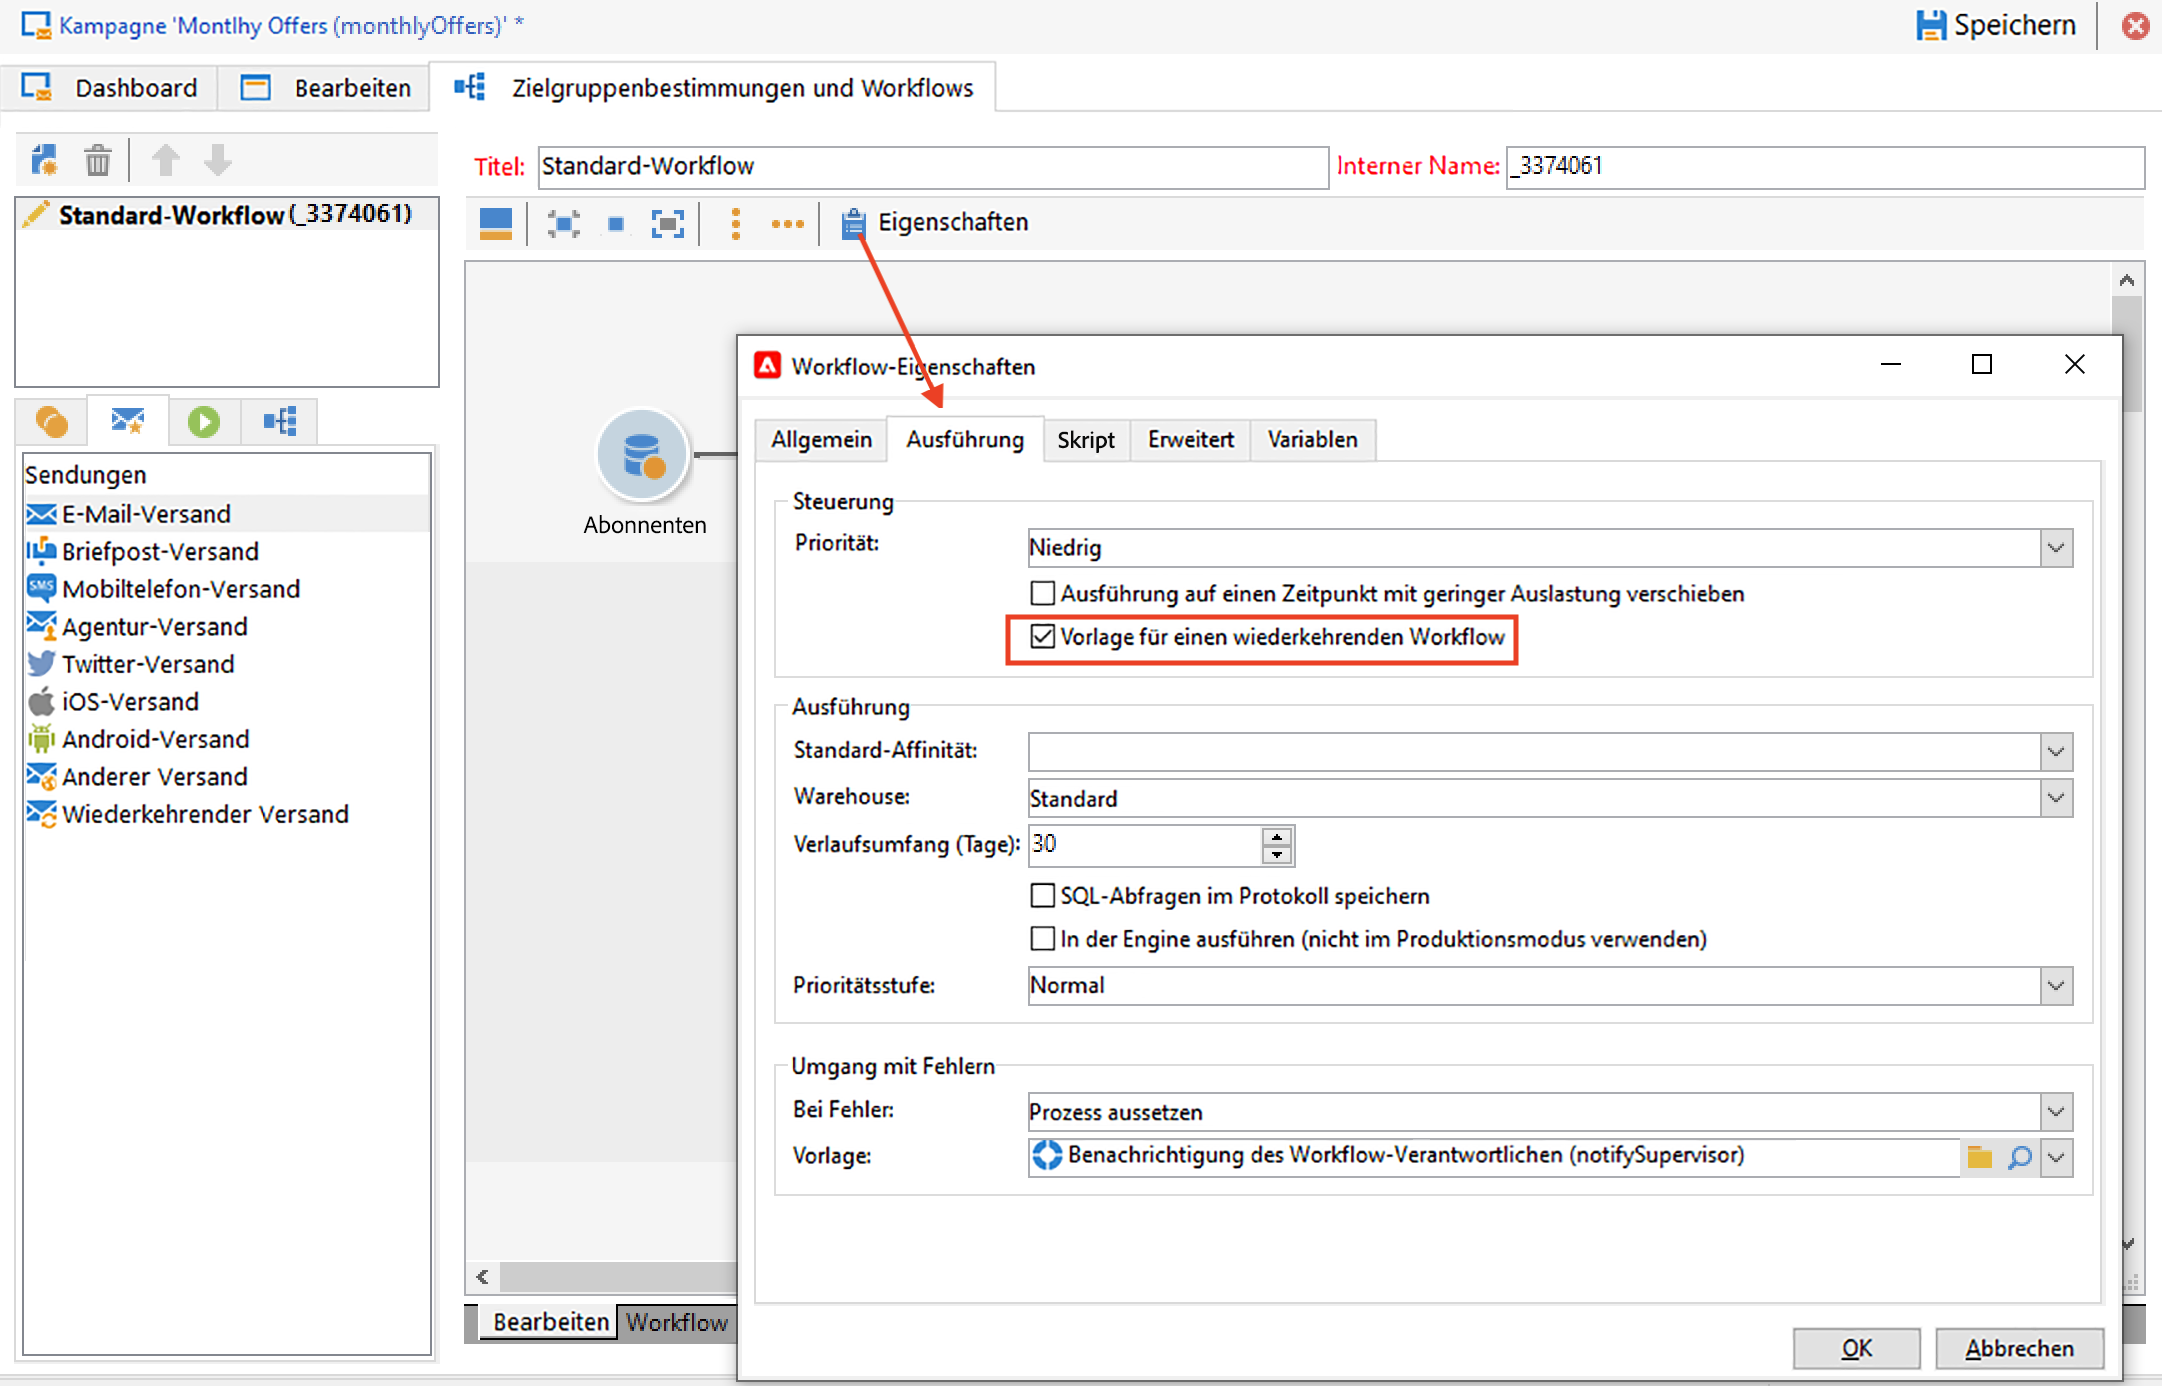 Kampagne 'Montlhy Offers (monthlyOffers)' *
Speichern
Dashboard
Bearbeiten
Zielgruppenbestimmungen und Workflows
Titel:
Standard-Workflow
Interner Name:
_3374061
Standard-Workflow (_3374061)
Eigenschaften
Abonnenten
Sendungen
E-Mail-Versand
Briefpost-Versand
SMS
Mobiltelefon-Versand
Agentur-Versand
Twitter-Versand
iOS-Versand
Android-Versand
Anderer Versand
Wiederkehrender Versand
Workflow-Eigenschaften
Allgemein
Ausführung
Skript
Erweitert
Variablen
Steuerung
Priorität:
Niedrig
Ausführung auf einen Zeitpunkt mit geringer Auslastung verschieben
Vorlage für einen wiederkehrenden Workflow
Ausführung
Standard-Affinität:
Warehouse:
Standard
Verlaufsumfang (Tage):
30
SQL-Abfragen im Protokoll speichern
In der Engine ausführen (nicht im Produktionsmodus verwenden)
Prioritätsstufe:
Normal
Umgang mit Fehlern
Bei Fehler:
Prozess aussetzen
Vorlage:
Benachrichtigung des Workflow-Verantwortlichen (notifySupervisor)
Bearbeiten
Workflow
OK
Abbrechen